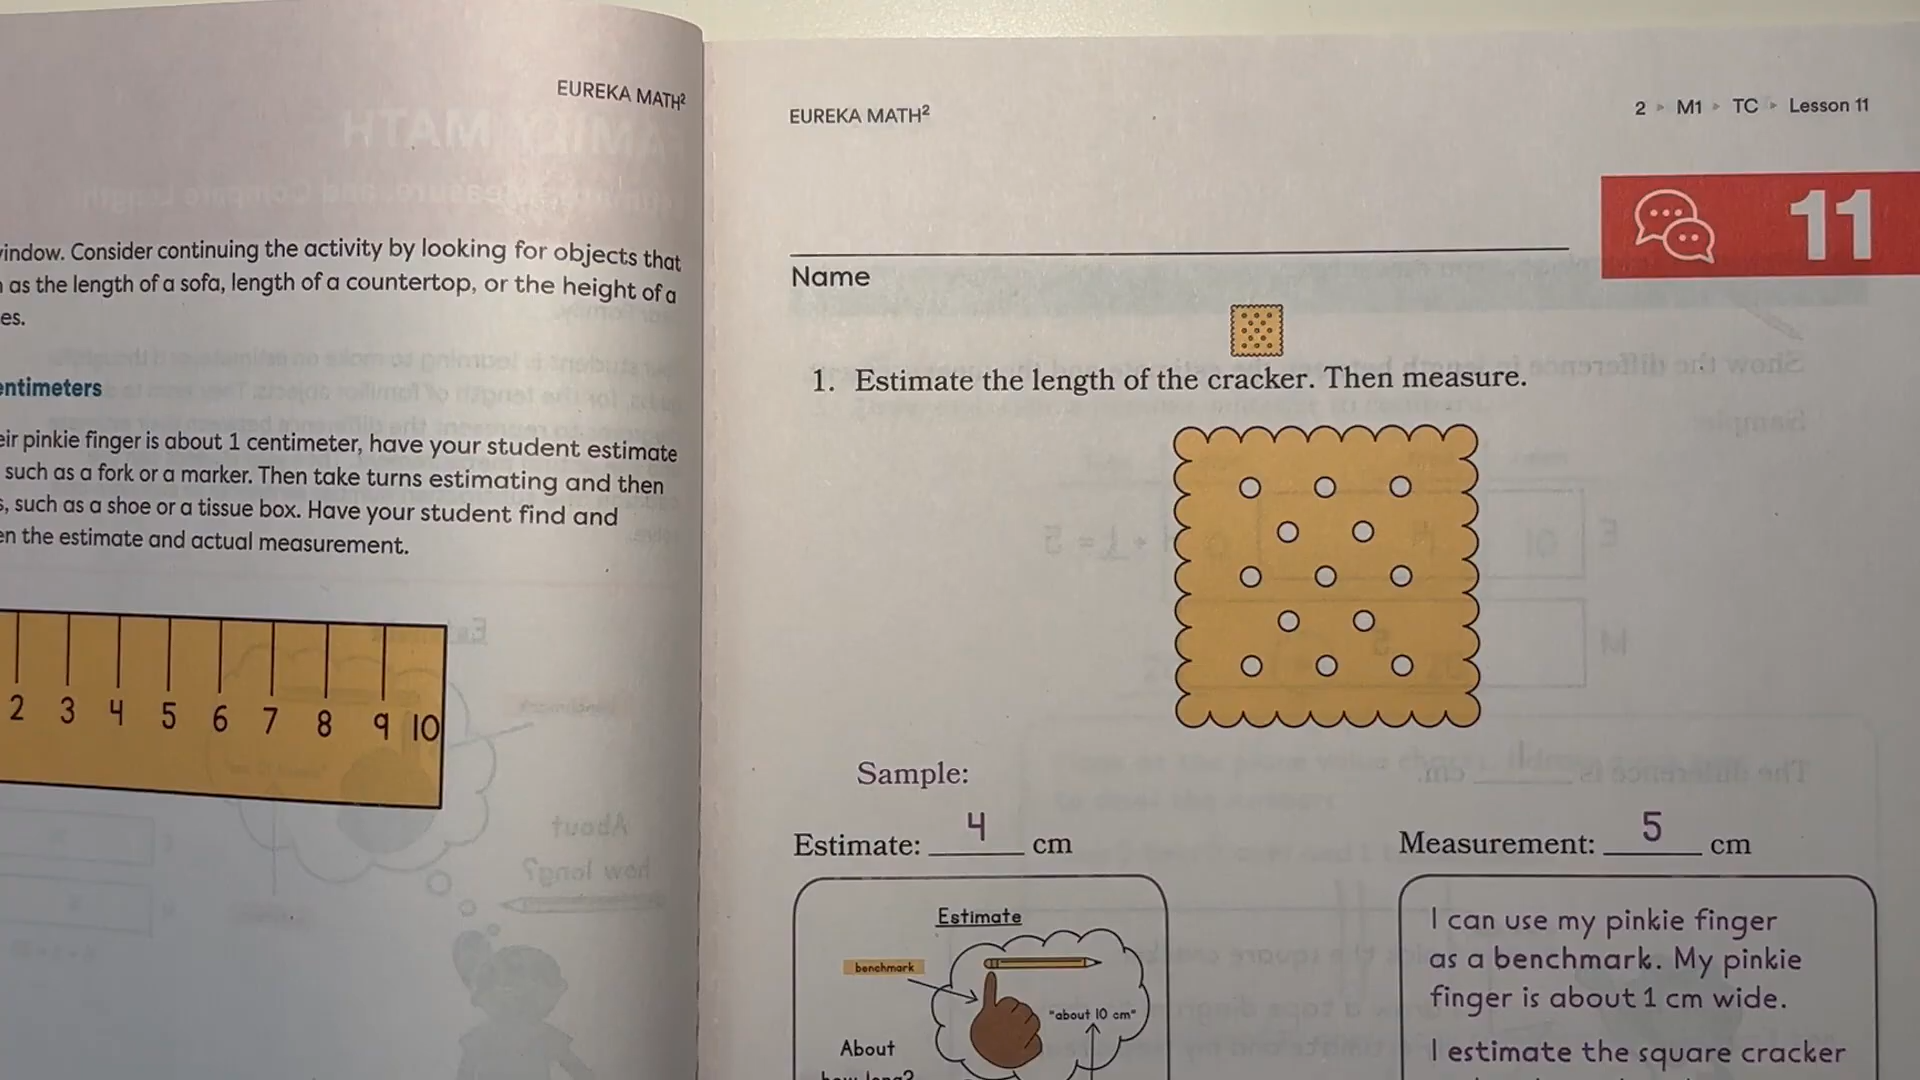 EUREKA MATH²
window. Consider continuing the activity by looking for objects that
as the length of a sofa, length of a countertop, or the height of a
es.
entimeters
eir pinkie finger is about 1 centimeter, have your student estimate
such as a fork or a marker. Then take turns estimating and then
, such as a shoe or a tissue box. Have your student find and
en the estimate and actual measurement.
2 3 4 5 6 7 8 9 10
EUREKA MATH²
2 ▸ M1 ▸ TC ▸ Lesson 11
11
Name
1. Estimate the length of the cracker. Then measure.
Sample:
Estimate: 4 cm
Measurement: 5 cm
Estimate
benchmark
"about 10 cm"
About
how long?
I can use my pinkie finger
as a benchmark. My pinkie
finger is about 1 cm wide.
I estimate the square cracker